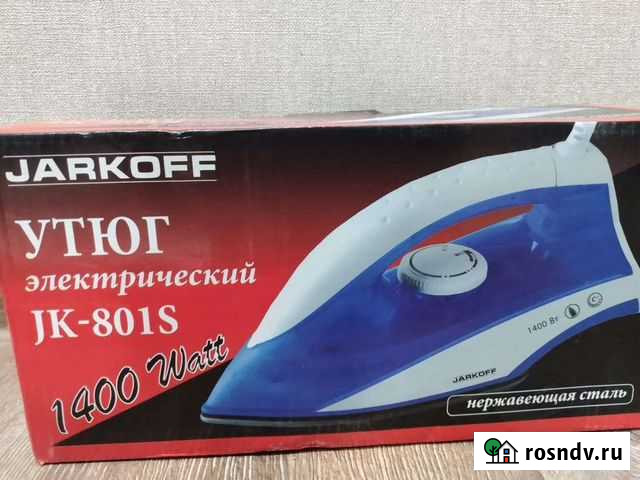 JARKOFF
УТЮГ
электрический
JK-801S
1400 Watt
1400 Вт
JARKOFF
нержавеющая сталь
rosndv.ru